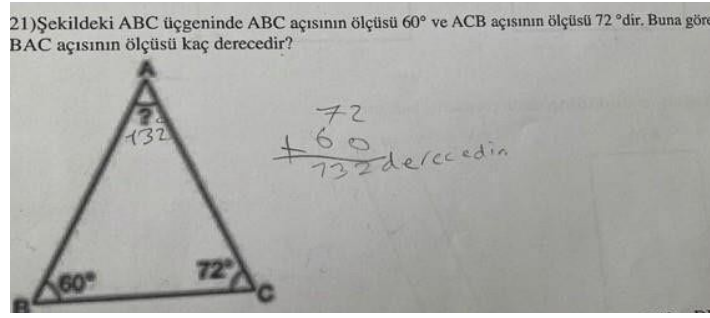 21)Şekildeki ABC üçgeninde ABC açısının ölçüsü 60° ve ACB açısının ölçüsü 72 °dir. Buna göre
BAC açısının ölçüsü kaç derecedir?
A
?
132
72
+ 60
132 derecedir
60°
72°
B
C